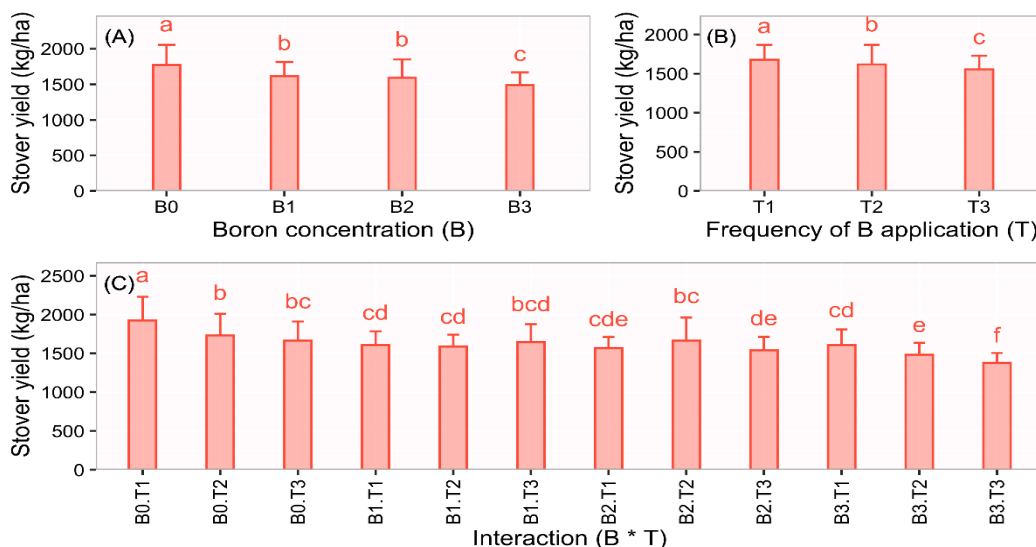 (A)
a b b c
Stover yield (kg/ha)
2000
1500
1000
500
0
B0 B1 B2 B3
Boron concentration (B)
(B)
a b c
Stover yield (kg/ha)
2000
1500
1000
500
0
T1 T2 T3
Frequency of B application (T)
(C)
a b bc cd cd bcd cde bc de cd e f
Stover yield (kg/ha)
2500
2000
1500
1000
500
0
B0.T1 B0.T2 B0.T3 B1.T1 B1.T2 B1.T3 B2.T1 B2.T2 B2.T3 B3.T1 B3.T2 B3.T3
Interaction (B * T)